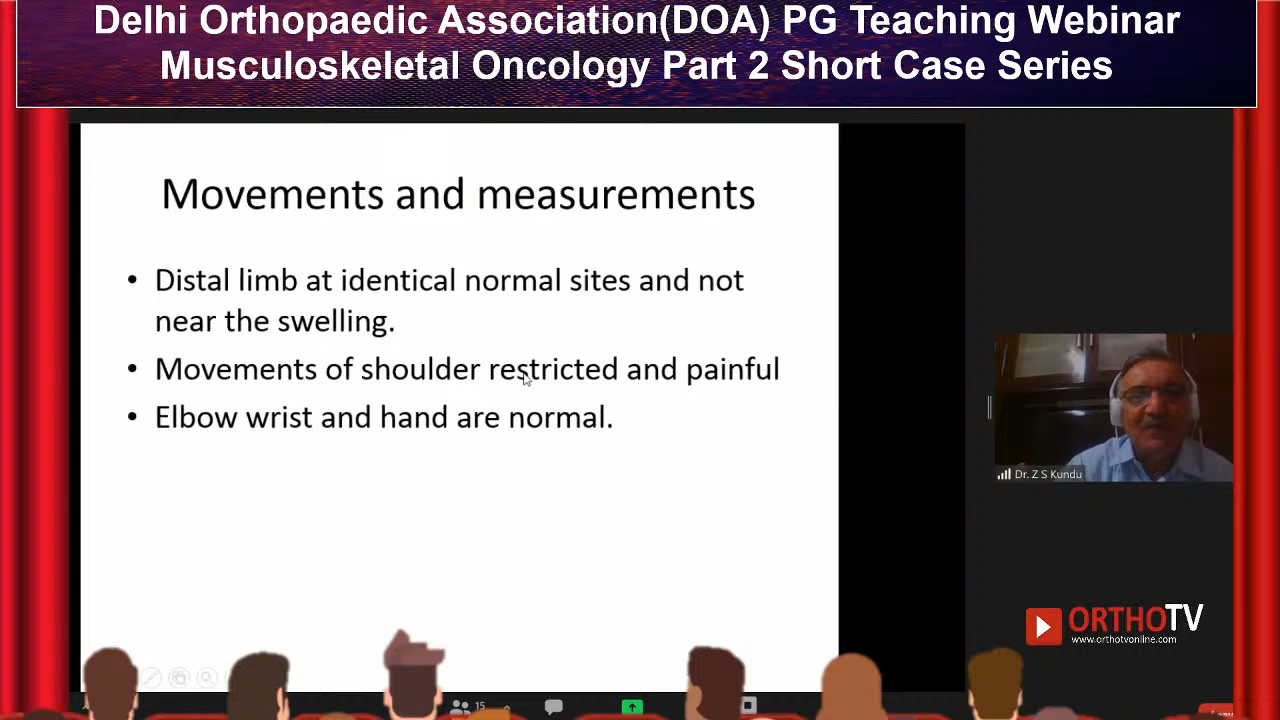 Delhi Orthopaedic Association(DOA) PG Teaching Webinar
Musculoskeletal Oncology Part 2 Short Case Series
Movements and measurements
• Distal limb at identical normal sites and not
near the swelling.
• Movements of shoulder restricted and painful
• Elbow wrist and hand are normal.
Dr. Z S Kundu
ORTHOTV
www.orthotvonline.com
15